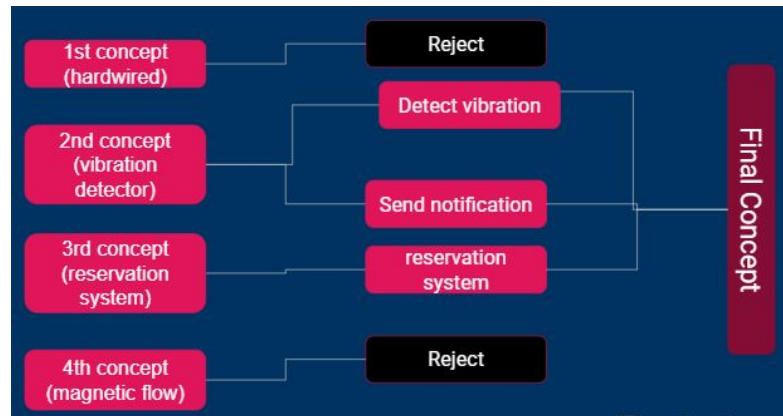 1st concept
(hardwired)
Reject
Detect vibration
2nd concept
(vibration
detector)
Send notification
3rd concept
(reservation
system)
reservation
system
4th concept
(magnetic flow)
Reject
Final Concept